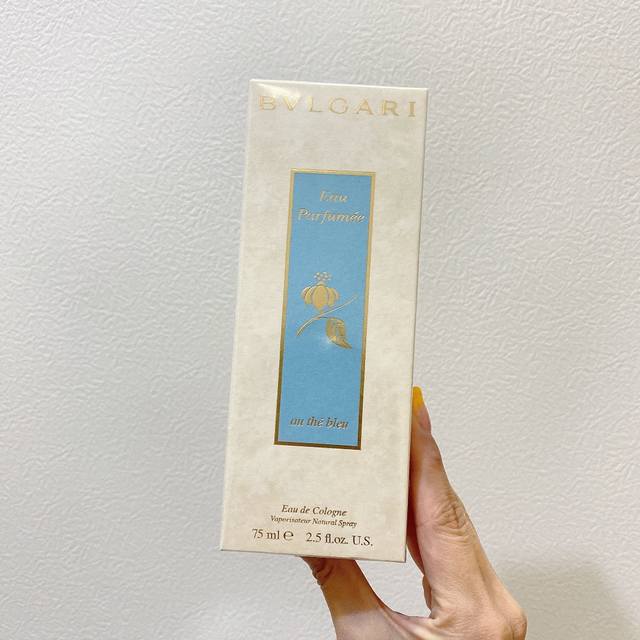 BVLGARI
Eau
Parfumée
au thé bleu
Eau de Cologne
Vaporisateur Natural Spray
75 ml e 2.5 fl.oz. U.S.